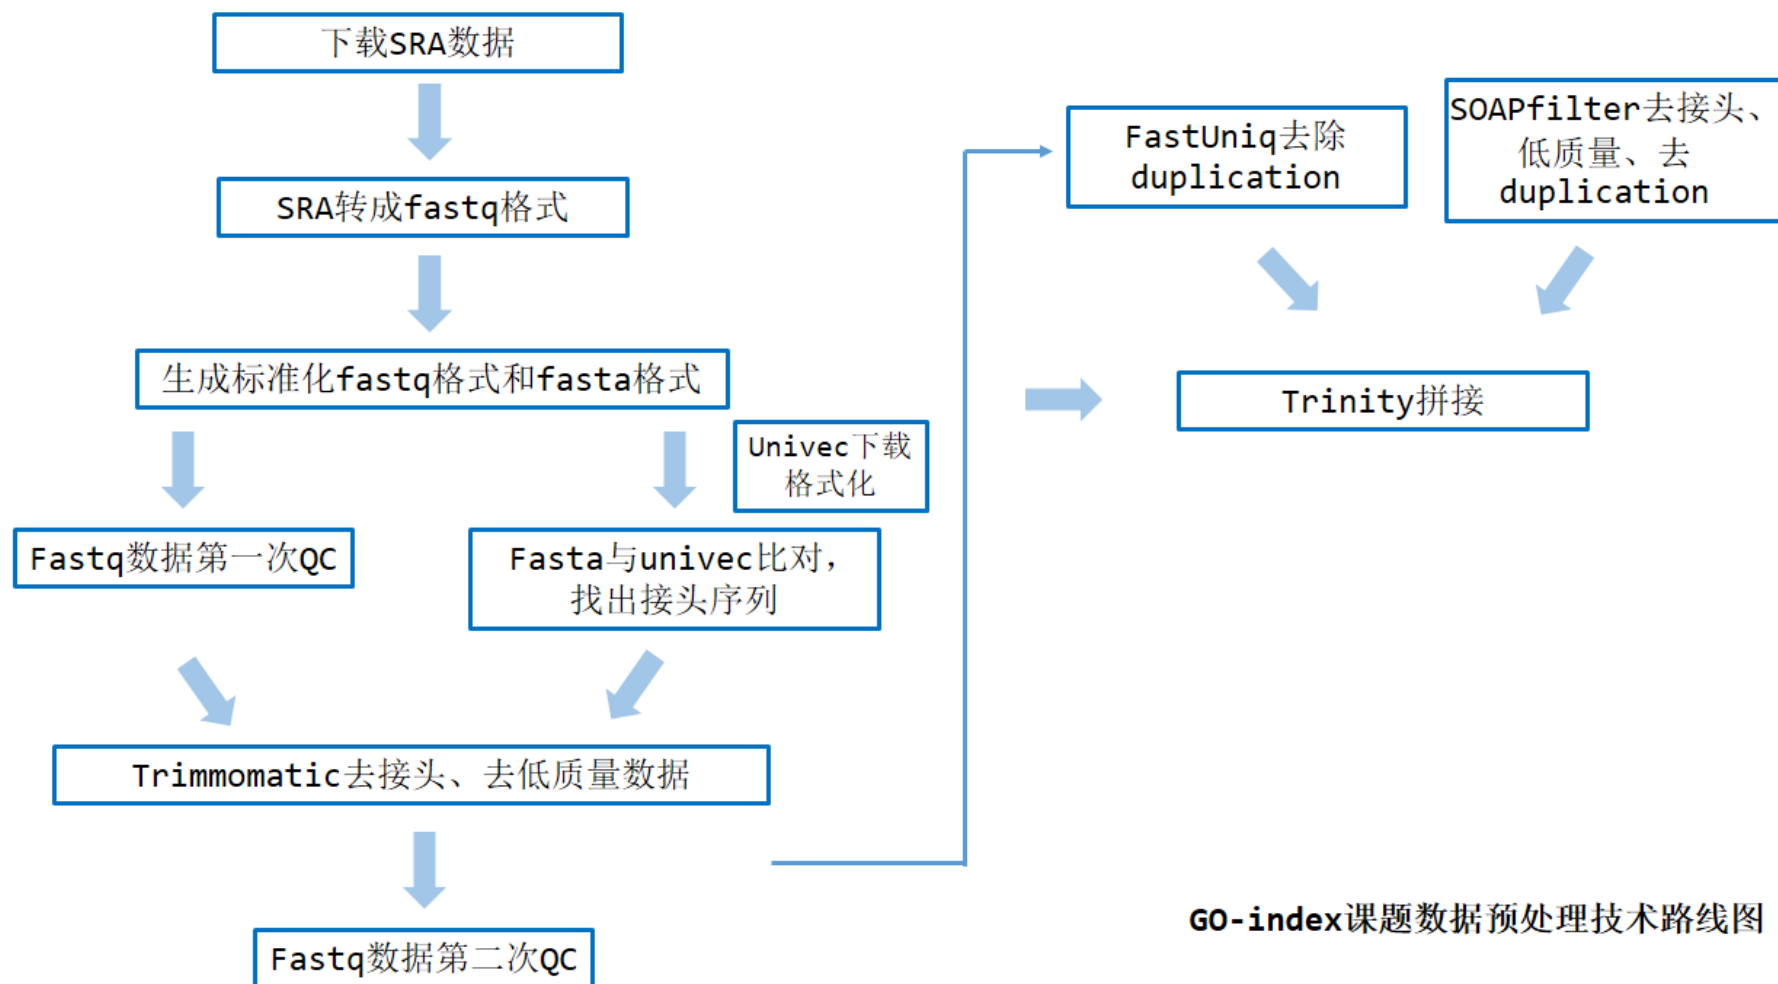 下载SRA数据
SRA转成fastq格式
生成标准化fastq格式和fasta格式
Univec下载
格式化
Fastq数据第一次QC
Fasta与univec比对，
找出接头序列
Trimmomatic去接头、去低质量数据
Fastq数据第二次QC
FastUniq去除
duplication
SOAPfilter去接头、
低质量、去
duplication
Trinity拼接
GO-index课题数据预处理技术路线图